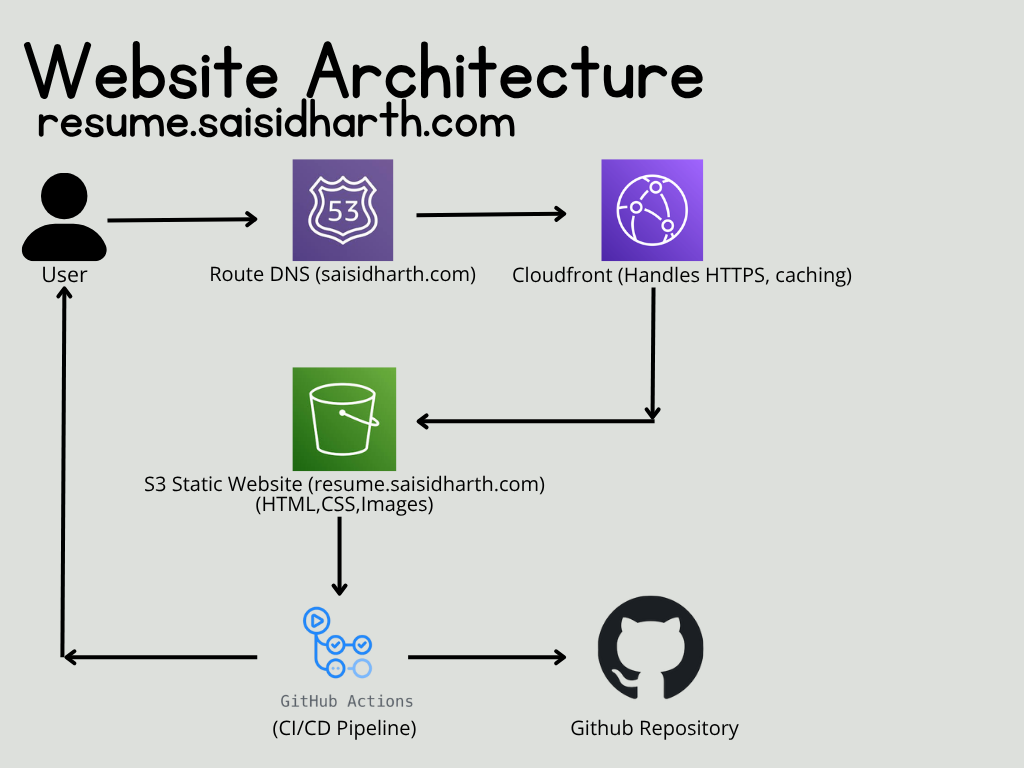 Website Architecture
resume.saisidharth.com
53
User
Route DNS (saisidharth.com)
Cloudfront (Handles HTTPS, caching)
S3 Static Website (resume.saisidharth.com)
(HTML,CSS,Images)
GitHub Actions
(CI/CD Pipeline)
Github Repository